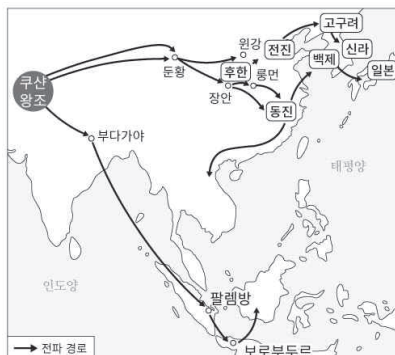 고구려
전진
신라
백제
일본
윈강
후한
룽먼
둔황
장안
동진
쿠샨
왕조
부다가야
태평양
인도양
팔렘방
보로부두르
전파 경로